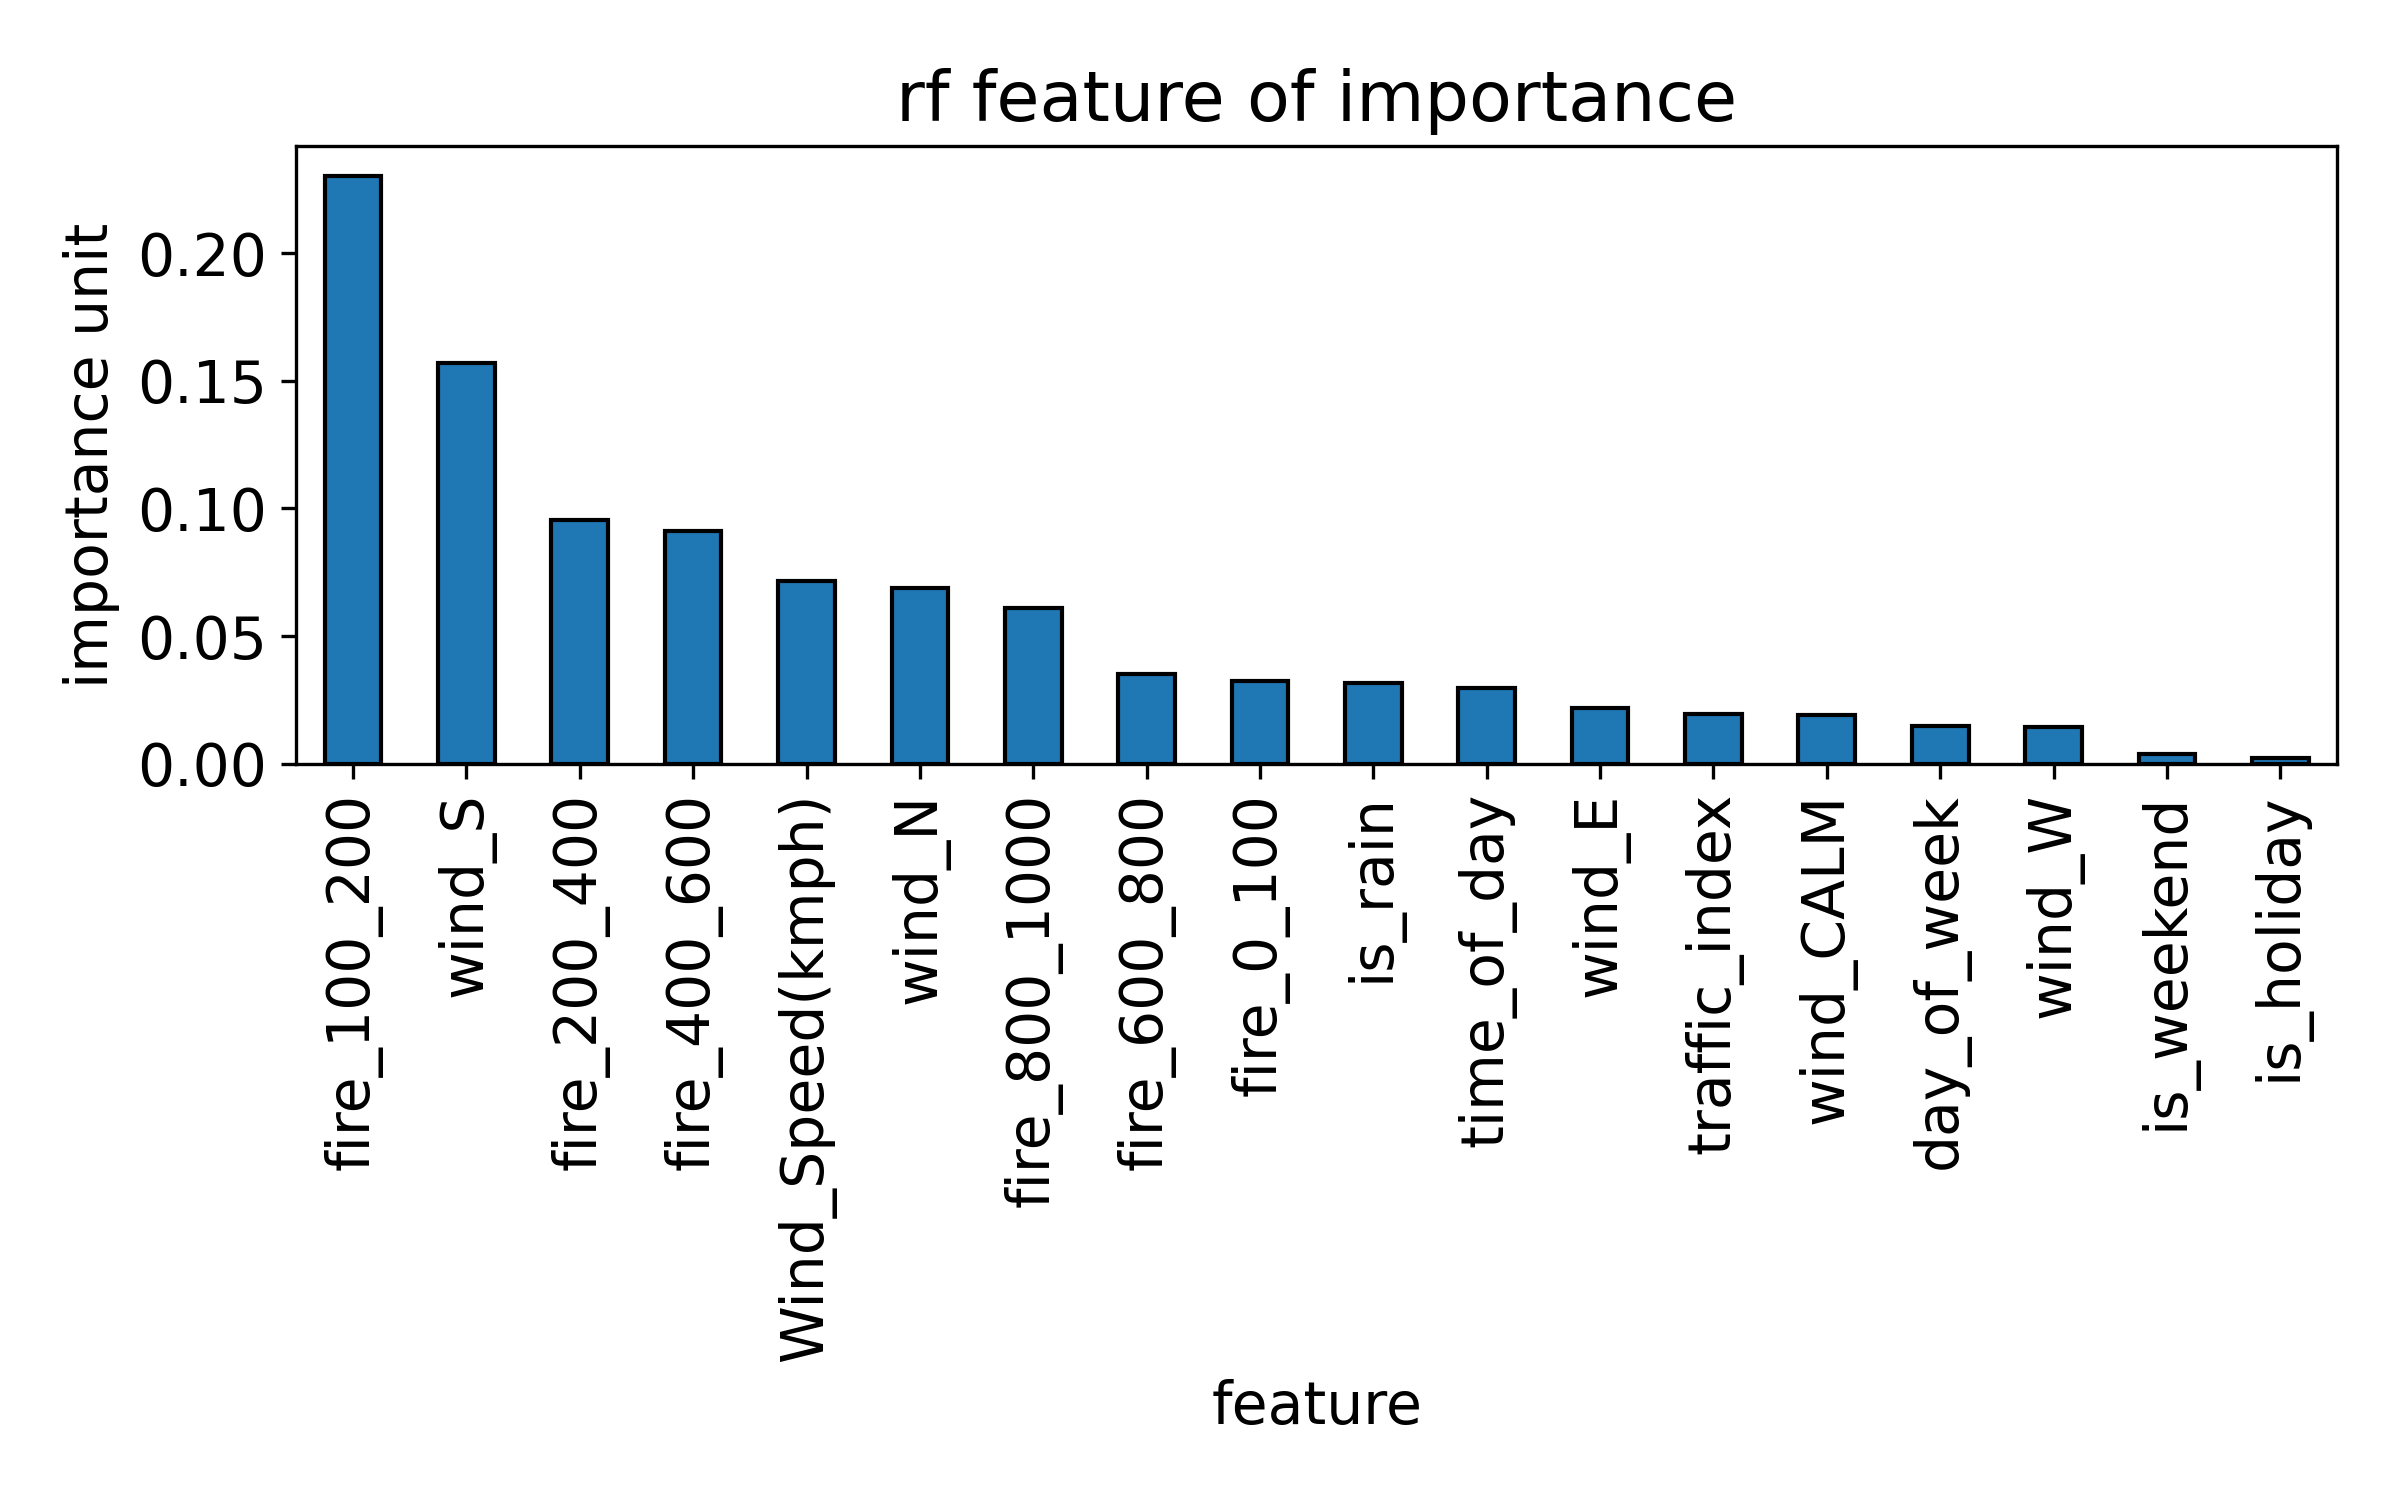 rf feature of importance
importance unit
0.20
0.15
0.10
0.05
0.00
fire_100_200
wind_S
fire_200_400
fire_400_600
Wind_Speed(kmph)
wind_N
fire_800_1000
fire_600_800
fire_0_100
is_rain
time_of_day
wind_E
traffic_index
wind_CALM
day_of_week
wind_W
is_weekend
is_holiday
feature